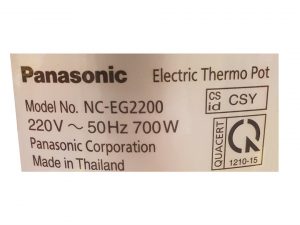 Panasonic Electric Thermo Pot
Model No. NC-EG2200
220V ~ 50Hz 700W
Panasonic Corporation
Made in Thailand
CS
id CSY
QUACERT
1210-15